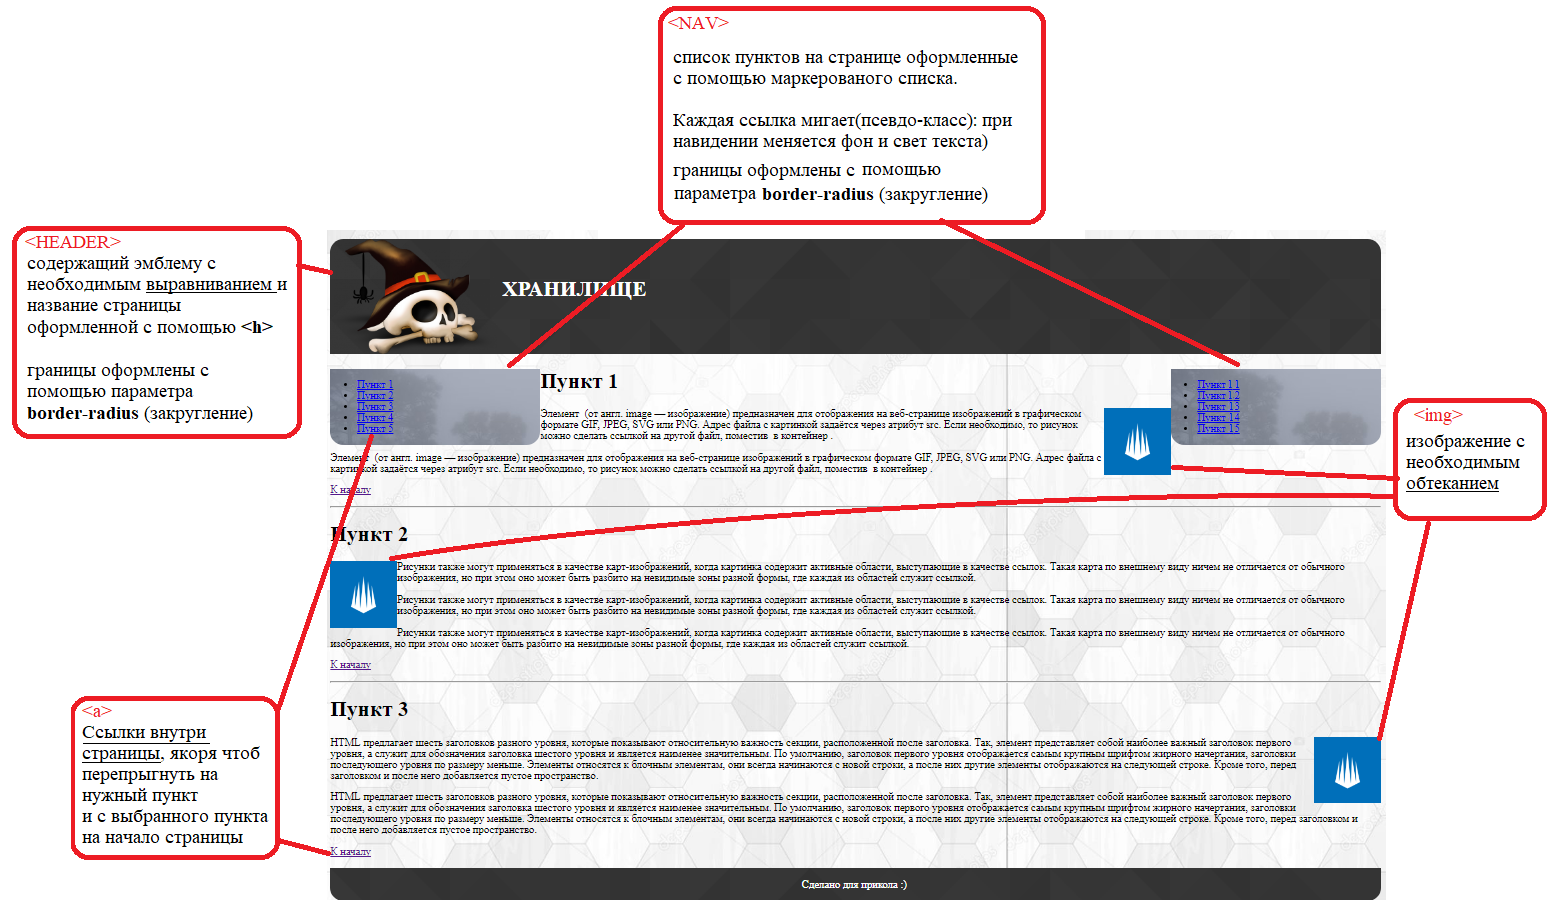 <NAV>
список пунктов на странице оформленные
с помощью маркерованого списка.
Каждая ссылка мигает(псевдо-класс): при
навидении меняется фон и свет текста)
границы оформлены с помощью
параметра border-radius (закругление)
<HEADER>
содержащий эмблему с
необходимым выравниванием и
название страницы
оформленной с помощью <h>
границы оформлены с
помощью параметра
border-radius (закругление)
ХРАНИЛИЩЕ
Пункт 1
Пункт 2
Пункт 3
Пункт 4
Пункт 5
Пункт 1
Элемент (от англ. image — изображение) предназначен для отображения на веб-странице изображений в графическом
формате GIF, JPEG, SVG или PNG. Адрес файла с картинкой задаётся через атрибут src. Если необходимо, то рисунок
можно сделать ссылкой на другой файл, поместив в контейнер .
Элемент (от англ. image — изображение) предназначен для отображения на веб-странице изображений в графическом формате GIF, JPEG, SVG или PNG. Адрес файла с
картинкой задаётся через атрибут src. Если необходимо, то рисунок можно сделать ссылкой на другой файл, поместив в контейнер .
К началу
Пункт 11
Пункт 12
Пункт 13
Пункт 14
Пункт 15
<img>
изображение с
необходимым
обтеканием
Пункт 2
Рисунки также могут применяться в качестве карт-изображений, когда картинка содержит активные области, выступающие в качестве ссылок. Такая карта по внешнему виду ничем не отличается от обычного
изображения, но при этом оно может быть разбито на невидимые зоны разной формы, где каждая из областей служит ссылкой.
Рисунки также могут применяться в качестве карт-изображений, когда картинка содержит активные области, выступающие в качестве ссылок. Такая карта по внешнему виду ничем не отличается от обычного
изображения, но при этом оно может быть разбито на невидимые зоны разной формы, где каждая из областей служит ссылкой.
Рисунки также могут применяться в качестве карт-изображений, когда картинка содержит активные области, выступающие в качестве ссылок. Такая карта по внешнему виду ничем не отличается от обычного
изображения, но при этом оно может быть разбито на невидимые зоны разной формы, где каждая из областей служит ссылкой.
К началу
<a>
Ссылки внутри
страницы, якоря чтоб
перепрыгнуть на
нужный пункт
и с выбранного пункта
на начало страницы
Пункт 3
HTML предлагает шесть заголовков разного уровня, которые показывают относительную важность секции, расположенной после заголовка. Так, элемент представляет собой наиболее важный заголовок первого
уровня, а служит для обозначения заголовка шестого уровня и является наименее значительным. По умолчанию, заголовок первого уровня отображается самым крупным шрифтом жирного начертания, заголовки
последующего уровня по размеру меньше. Элементы относятся к блочным элементам, они всегда начинаются с новой строки, а после них другие элементы отображаются на следующей строке. Кроме того, перед
заголовком и после него добавляется пустое пространство.
HTML предлагает шесть заголовков разного уровня, которые показывают относительную важность секции, расположенной после заголовка. Так, элемент представляет собой наиболее важный заголовок первого
уровня, а служит для обозначения заголовка шестого уровня и является наименее значительным. По умолчанию, заголовок первого уровня отображается самым крупным шрифтом жирного начертания, заголовки
последующего уровня по размеру меньше. Элементы относятся к блочным элементам, они всегда начинаются с новой строки, а после них другие элементы отображаются на следующей строке. Кроме того, перед заголовком и
после него добавляется пустое пространство.
К началу
Сделано для прикола :)